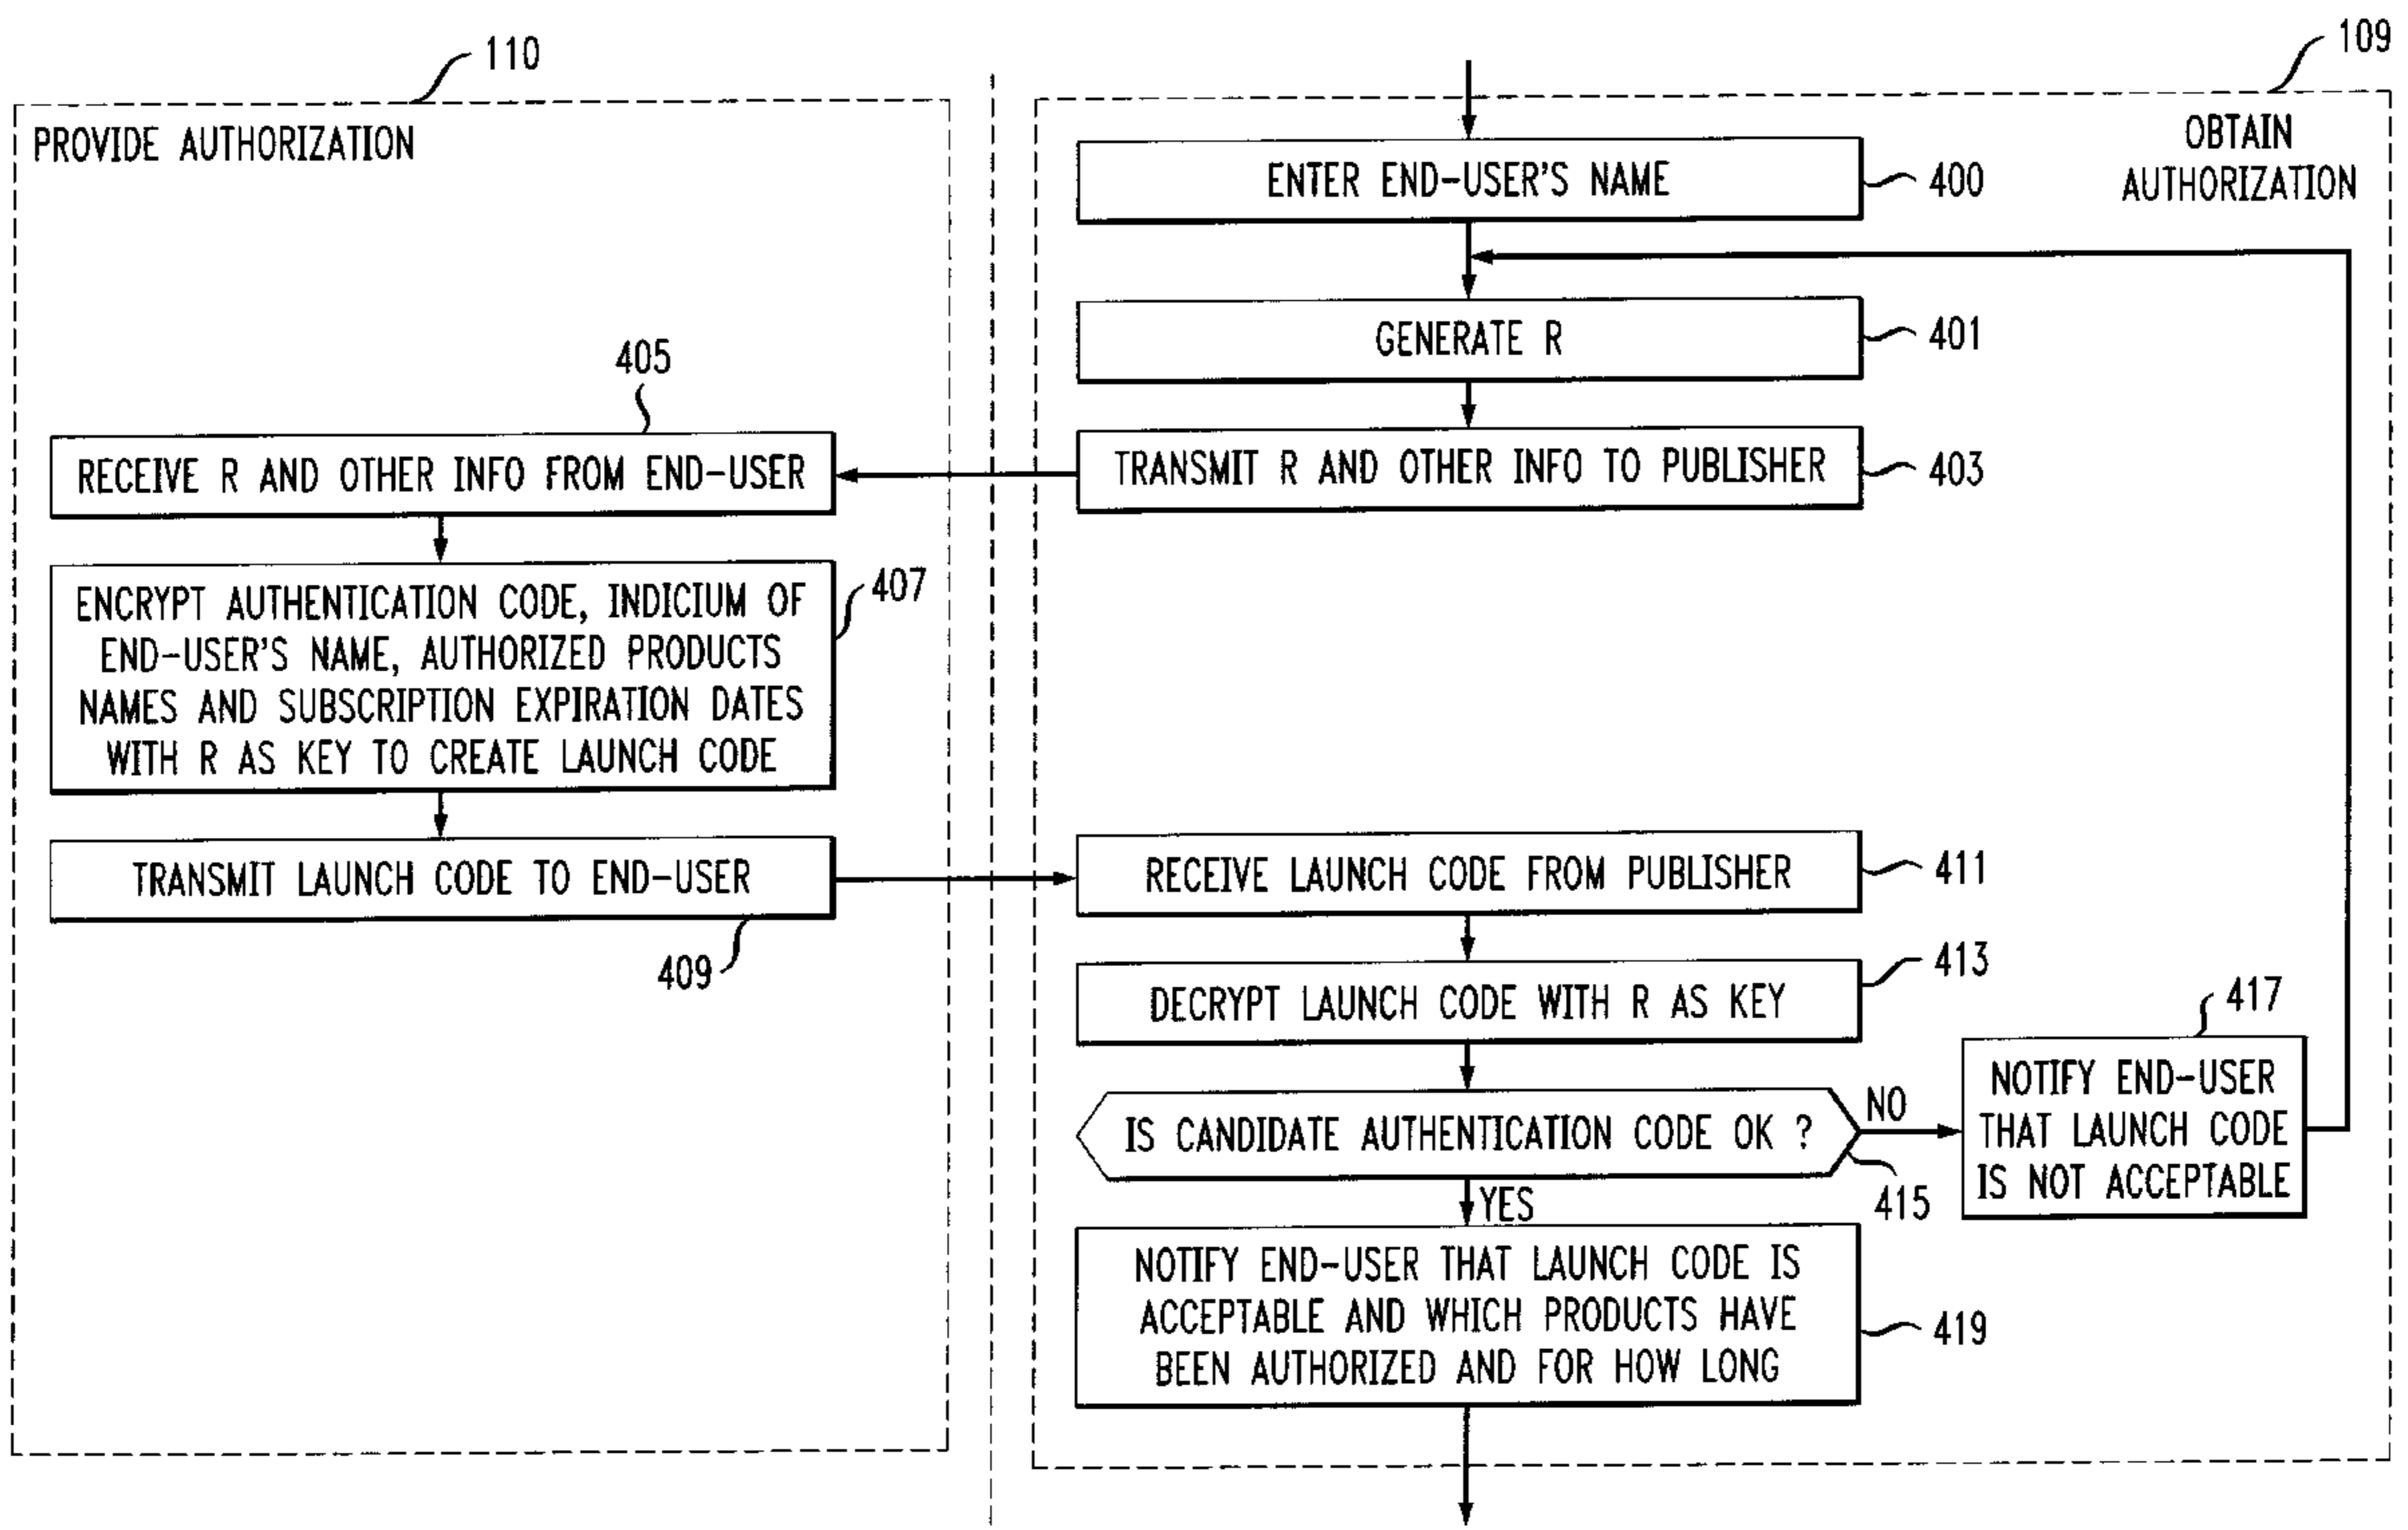 110
PROVIDE AUTHORIZATION
405
RECEIVE R AND OTHER INFO FROM END-USER
ENCRYPT AUTHENTICATION CODE, INDICIUM OF
END-USER'S NAME, AUTHORIZED PRODUCTS
NAMES AND SUBSCRIPTION EXPIRATION DATES
WITH R AS KEY TO CREATE LAUNCH CODE
407
TRANSMIT LAUNCH CODE TO END-USER
409
109
OBTAIN
AUTHORIZATION
ENTER END-USER'S NAME
400
GENERATE R
401
TRANSMIT R AND OTHER INFO TO PUBLISHER
403
RECEIVE LAUNCH CODE FROM PUBLISHER
411
DECRYPT LAUNCH CODE WITH R AS KEY
413
IS CANDIDATE AUTHENTICATION CODE OK ?
NO
415
417
NOTIFY END-USER
THAT LAUNCH CODE
IS NOT ACCEPTABLE
YES
NOTIFY END-USER THAT LAUNCH CODE IS
ACCEPTABLE AND WHICH PRODUCTS HAVE
BEEN AUTHORIZED AND FOR HOW LONG
419